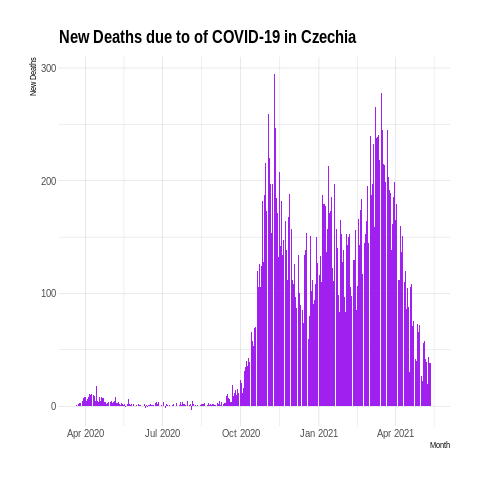 New Deaths due to of COVID-19 in Czechia
New Deaths
300
200
100
0
Apr 2020 Jul 2020 Oct 2020 Jan 2021 Apr 2021
Month